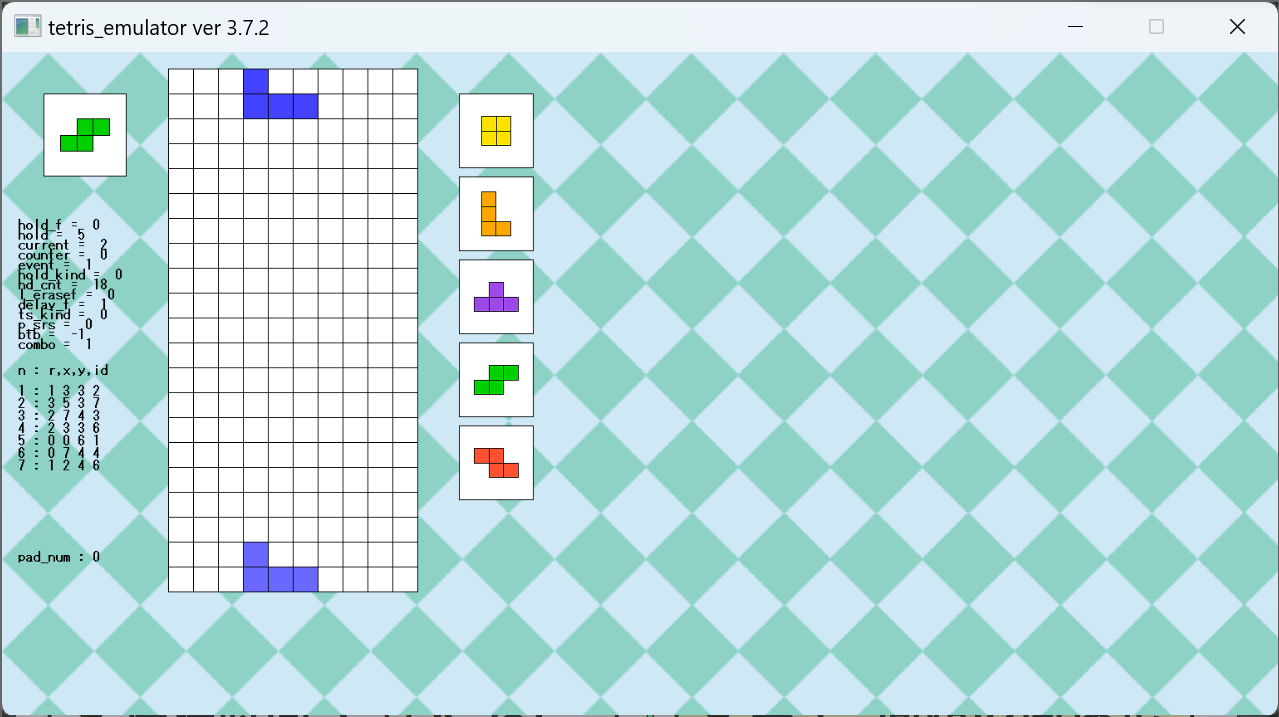 tetris_emulator ver 3.7.2
hold_f = 0
hold = 5
current = 2
counter = 0
event = 1
hold_kind = 0
hd_cnt = 18
l_erasef = 0
delay_f = 1
ts_kind = 0
p_srs = 0
btb = -1
combo = 1
n : r,x,y,id
1 : 1 3 3 2
2 : 3 5 3 7
3 : 2 7 4 3
4 : 2 3 3 6
5 : 0 0 6 1
6 : 0 7 4 4
7 : 1 2 4 6
pad_num : 0